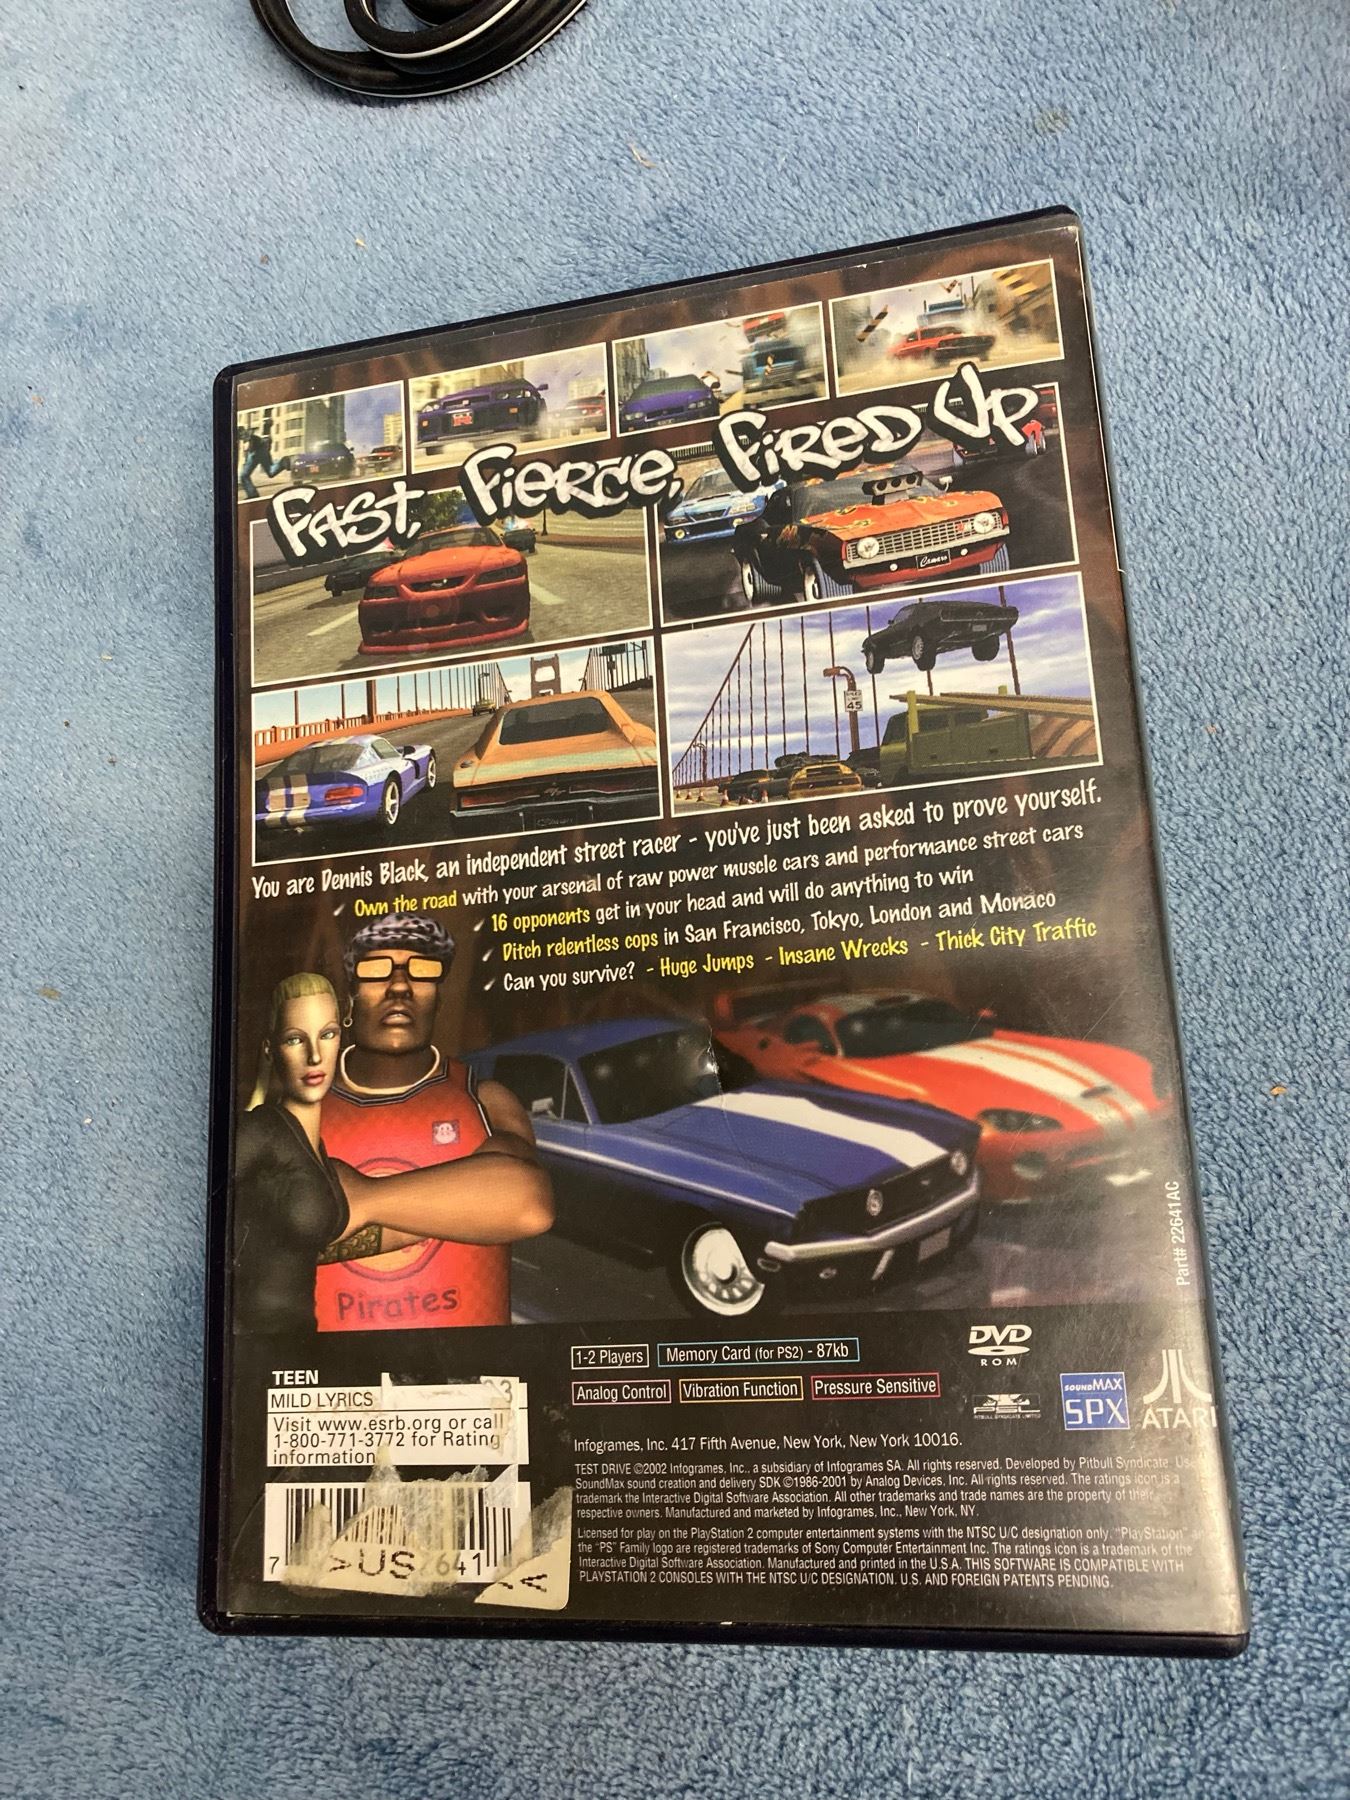 FAST, FIERCE, FIRED UP
Camaro
SPEED LIMIT 45
You are Dennis Black, an independent street racer - you've just been asked to prove yourself.
✓ Own the road with your arsenal of raw power muscle cars and performance street cars
✓ 16 opponents get in your head and will do anything to win
✓ Ditch relentless cops in San Francisco, Tokyo, London and Monaco
✓ Can you survive? - Huge Jumps - Insane Wrecks - Thick City Traffic
Pirates
Part# 22641AC
TEEN
MILD LYRICS
Visit www.esrb.org or call
1-800-771-3772 for Rating
information
7
641
>US
1-2 Players
Memory Card (for PS2) - 87kb
Analog Control
Vibration Function
Pressure Sensitive
DVD
ROM
PSL
PITBULL SYNDICATE LIMITED
SOUNDMAX
SPX
ATARI
Infogrames, Inc. 417 Fifth Avenue, New York, New York 10016.
TEST DRIVE ©2002 Infogrames, Inc., a subsidiary of Infogrames SA. All rights reserved. Developed by Pitbull Syndicate. Use
SoundMax sound creation and delivery SDK ©1986-2001 by Analog Devices, Inc. All rights reserved. The ratings icon is a
trademark the Interactive Digital Software Association. All other trademarks and trade names are the property of their
respective owners. Manufactured and marketed by Infogrames, Inc., New York, NY.
Licensed for play on the PlayStation 2 computer entertainment systems with the NTSC U/C designation only. "PlayStation" an
the "PS" Family logo are registered trademarks of Sony Computer Entertainment Inc. The ratings icon is a trademark of the
Interactive Digital Software Association. Manufactured and printed in the U.S.A. THIS SOFTWARE IS COMPATIBLE WITH
PLAYSTATION 2 CONSOLES WITH THE NTSC U/C DESIGNATION. U.S. AND FOREIGN PATENTS PENDING.